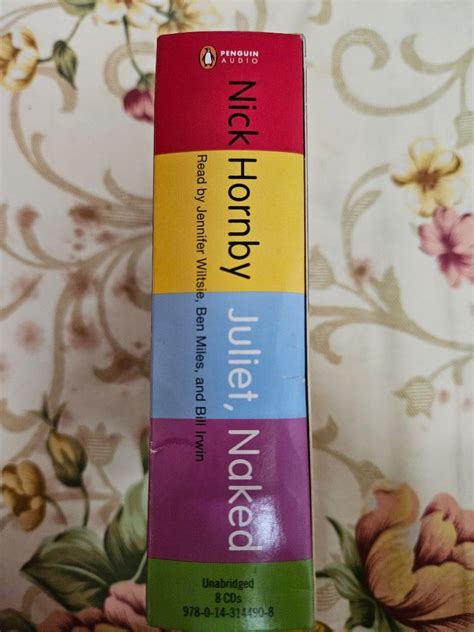 PENGUIN
AUDIO
Nick Hornby Juliet, Naked
Read by Jennifer Wiltsie, Ben Miles, and Bill Irwin
Unabridged
8 CDs
978-0-14-314490-8